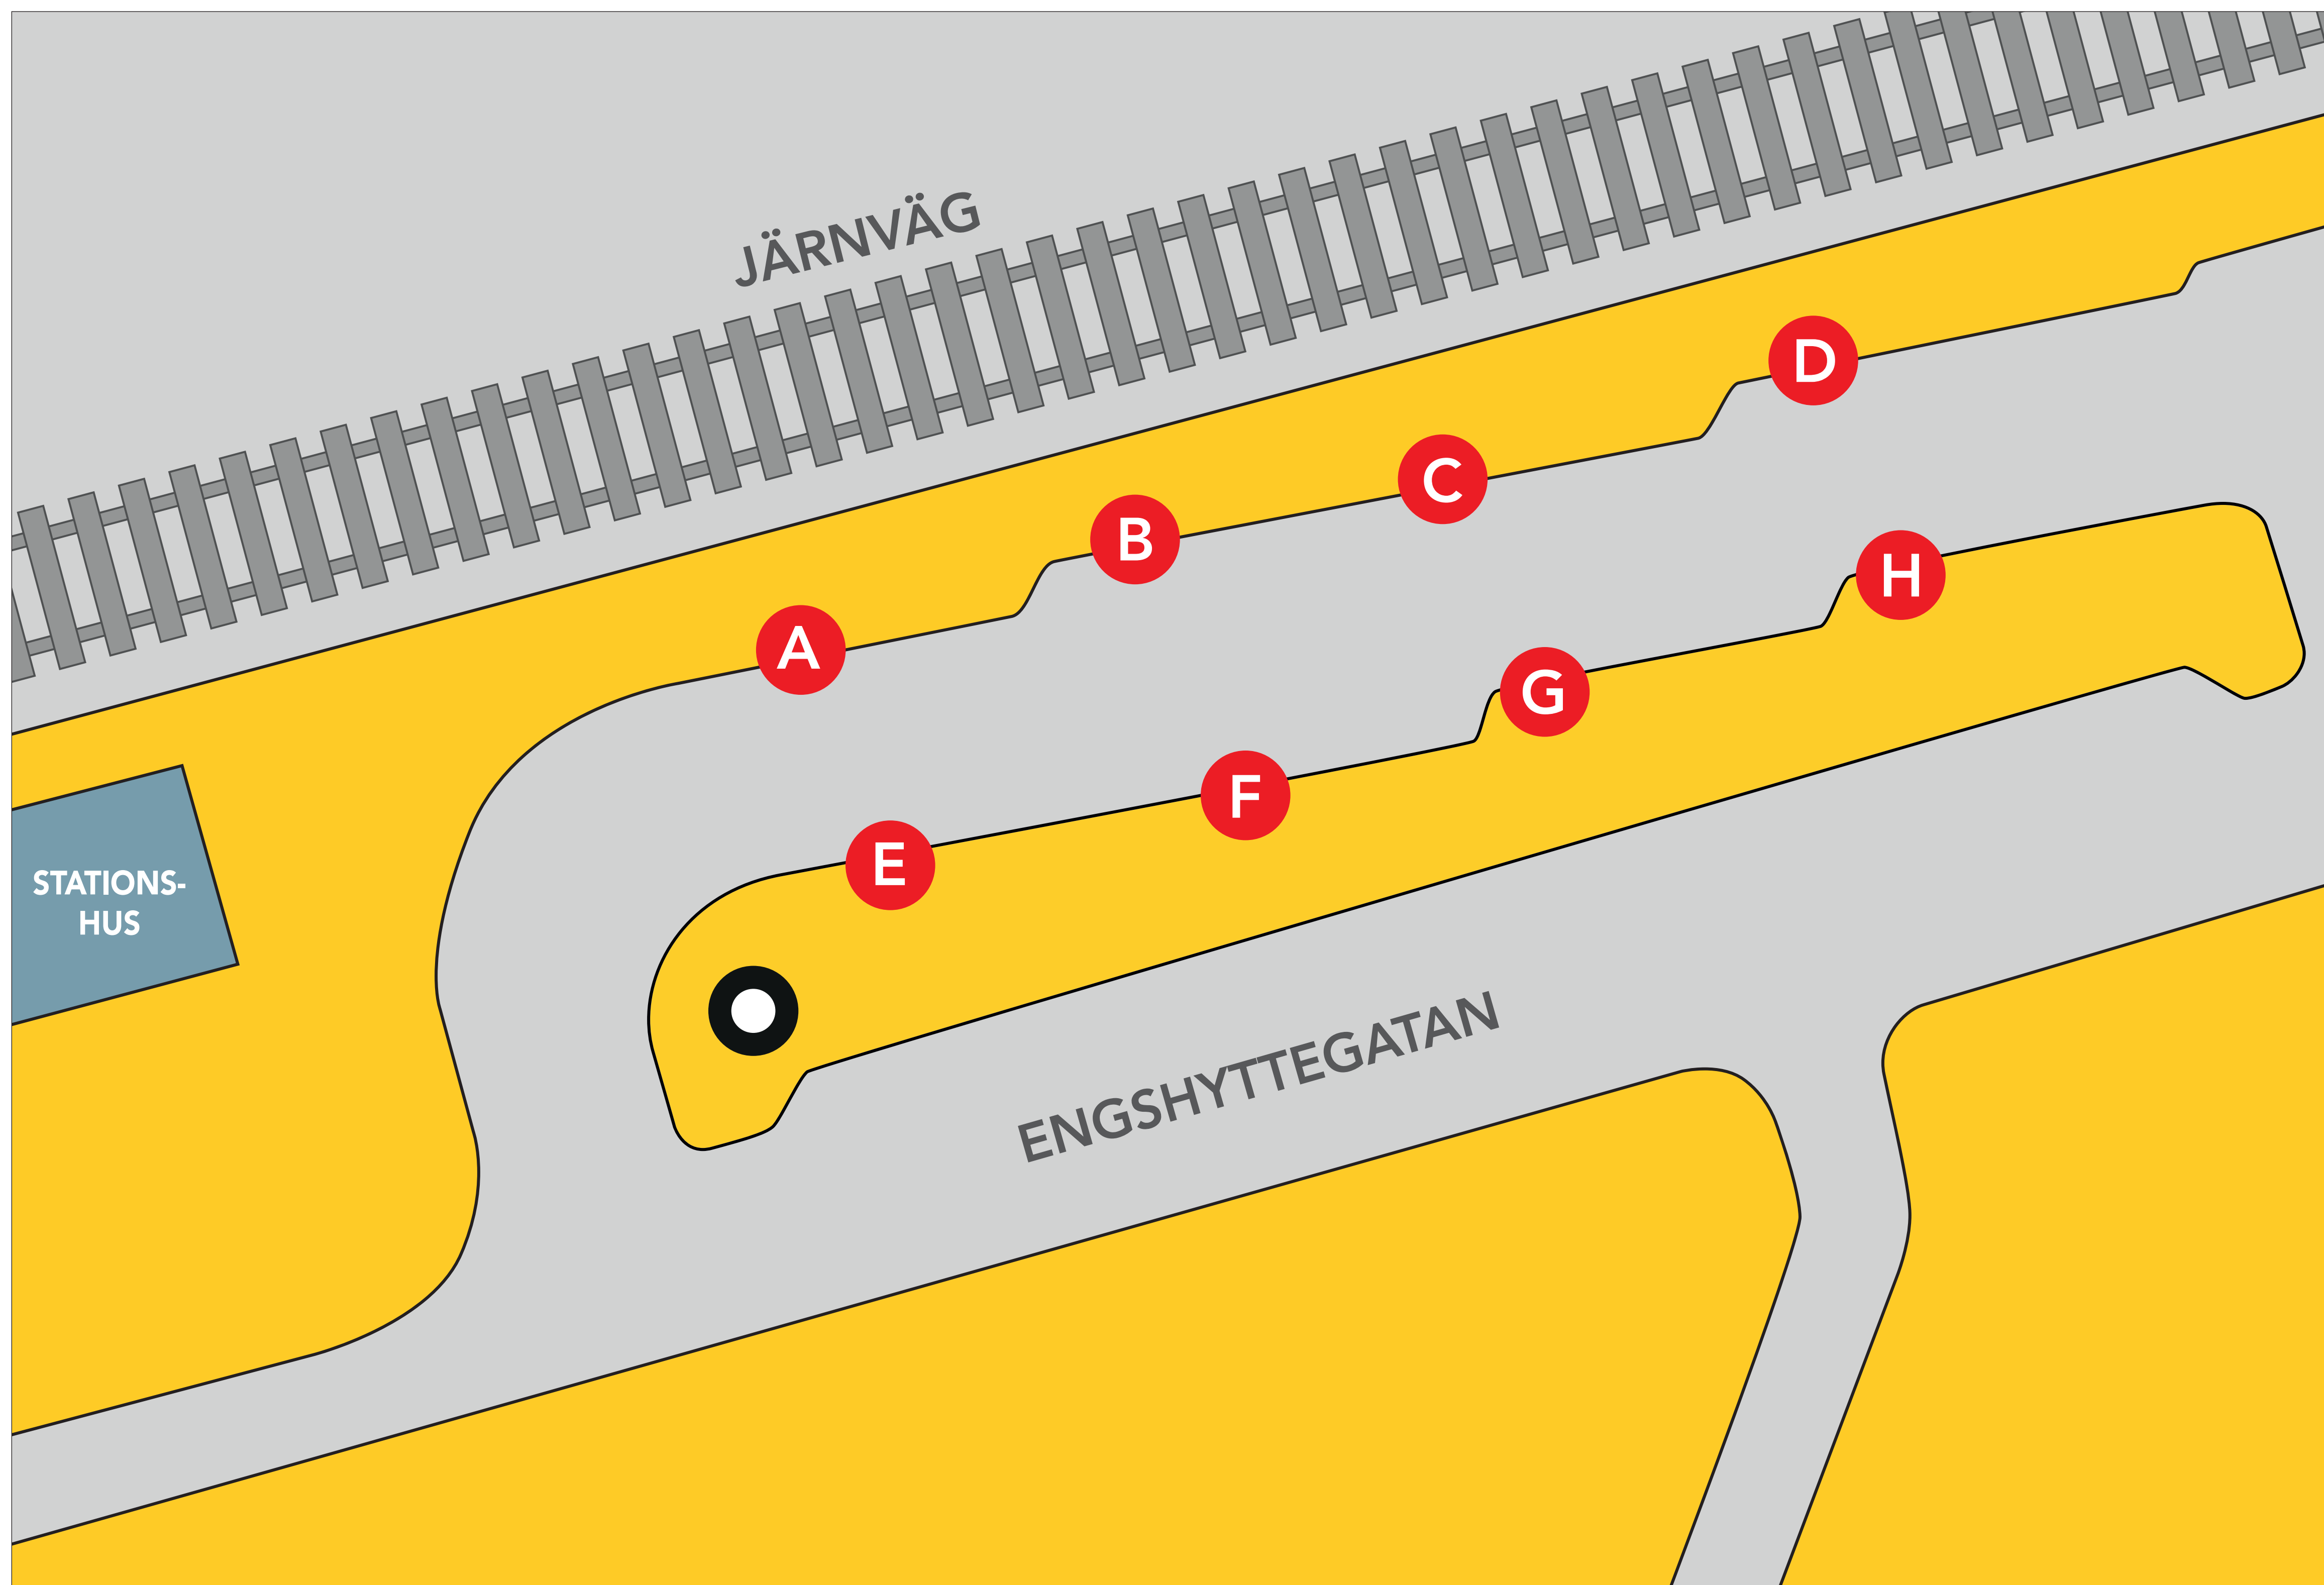 JÄRNVÄG
D
C
B
H
A
G
F
E
STATIONS-
HUS
ENGSHYTTEGATAN